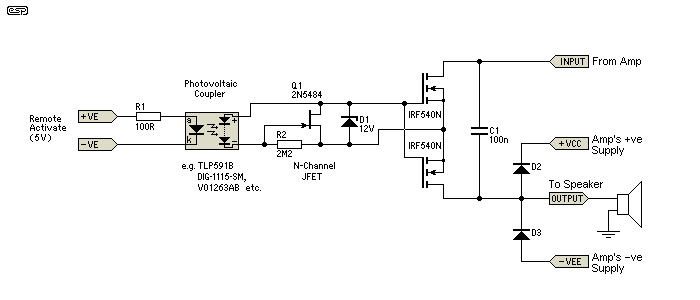 esp
Remote
Activate
(5V)
+VE
-VE
R1
100R
Photovoltaic
Coupler
a
k
+
-
e.g. TLP591B
DIG-1115-SM,
VO1263AB etc.
Q1
2N5484
R2
2M2
N-Channel
JFET
D1
12V
IRF540N
IRF540N
C1
100n
INPUT
From Amp
Amp's +ve
Supply
+VCC
D2
To Speaker
OUTPUT
D3
-VEE
Amp's -ve
Supply